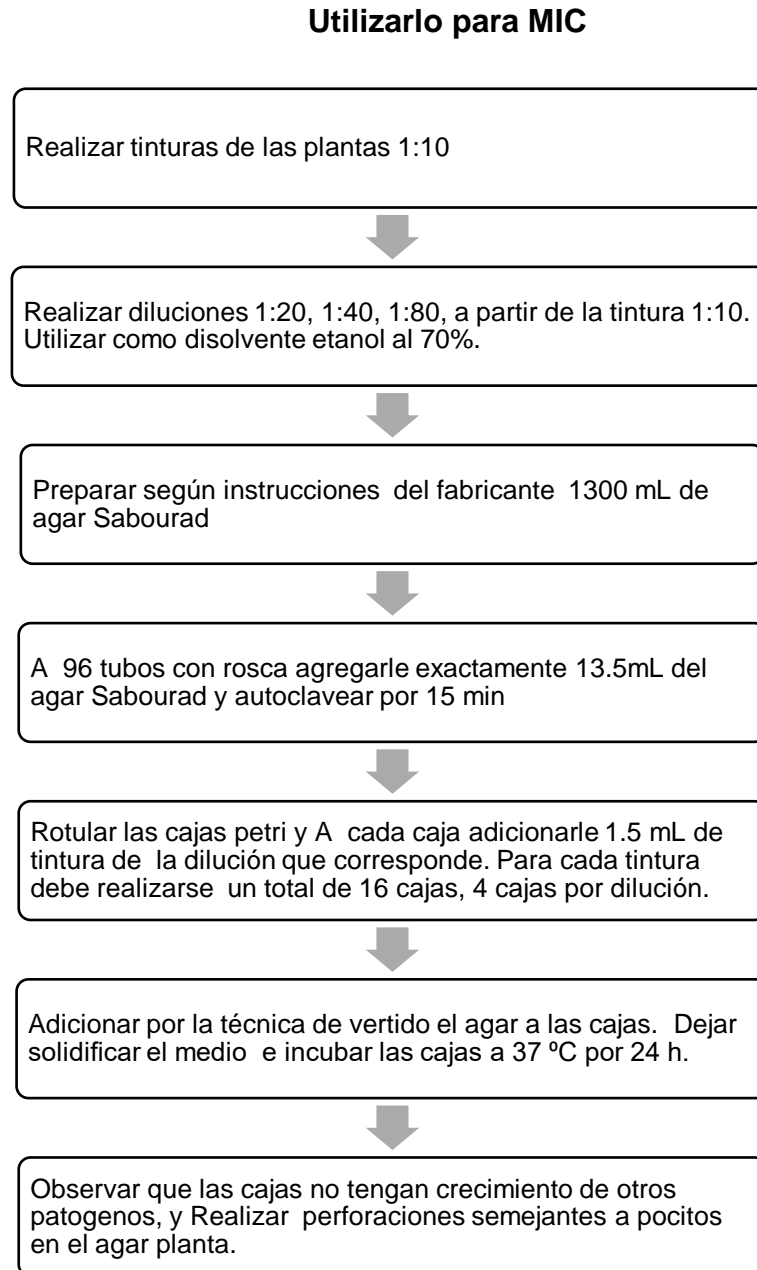 Utilizarlo para MIC
Realizar tinturas de las plantas 1:10
Realizar diluciones 1:20, 1:40, 1:80, a partir de la tintura 1:10.
Utilizar como disolvente etanol al 70%.
Preparar según instrucciones del fabricante 1300 mL de
agar Sabourad
A 96 tubos con rosca agregarle exactamente 13.5mL del
agar Sabourad y autoclavear por 15 min
Rotular las cajas petri y A cada caja adicionarle 1.5 mL de
tintura de la dilución que corresponde. Para cada tintura
debe realizarse un total de 16 cajas, 4 cajas por dilución.
Adicionar por la técnica de vertido el agar a las cajas. Dejar
solidificar el medio e incubar las cajas a 37 ºC por 24 h.
Observar que las cajas no tengan crecimiento de otros
patogenos, y Realizar perforaciones semejantes a pocitos
en el agar planta.